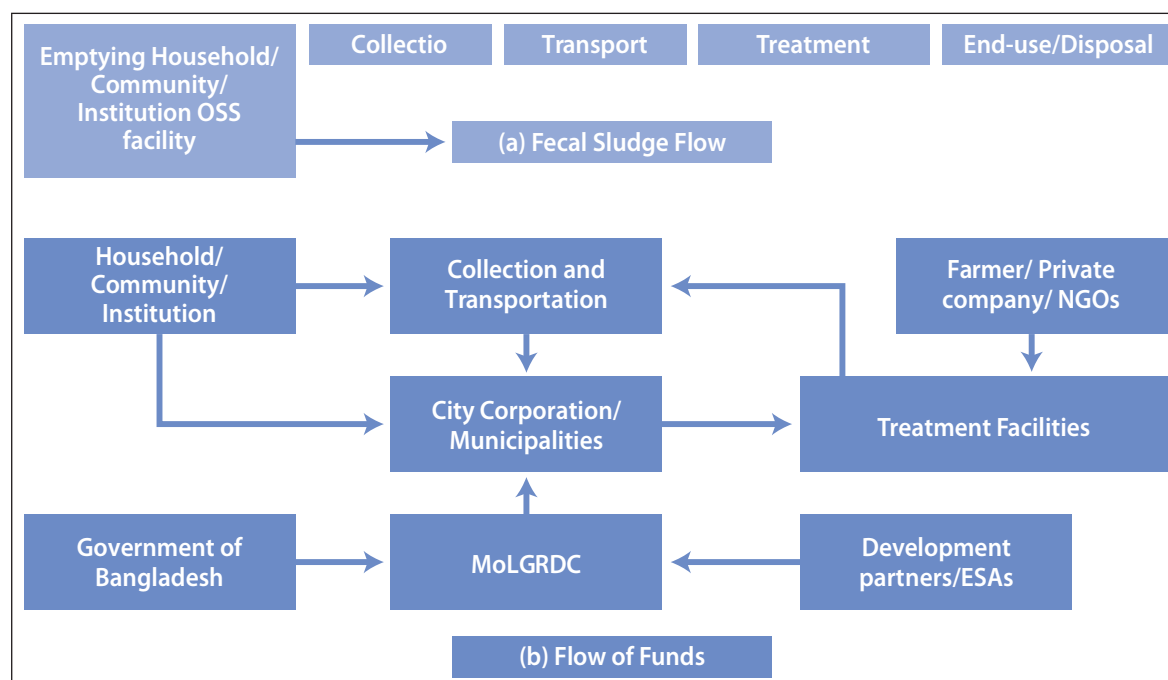 Emptying Household/
Community/
Institution OSS
facility
Collectio
Transport
Treatment
End-use/Disposal
(a) Fecal Sludge Flow
Household/
Community/
Institution
Collection and
Transportation
Farmer/ Private
company/ NGOs
City Corporation/
Municipalities
Treatment Facilities
Government of
Bangladesh
MoLGRDC
Development
partners/ESAs
(b) Flow of Funds